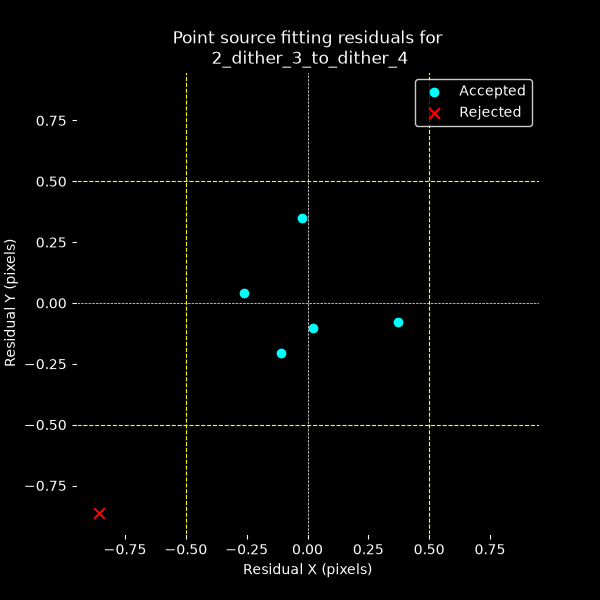 Point source fitting residuals for
2_dither_3_to_dither_4
Accepted
Rejected
0.75
0.50
0.25
0.00
−0.25
−0.50
−0.75
Residual Y (pixels)
−0.75 −0.50 −0.25 0.00 0.25 0.50 0.75
Residual X (pixels)